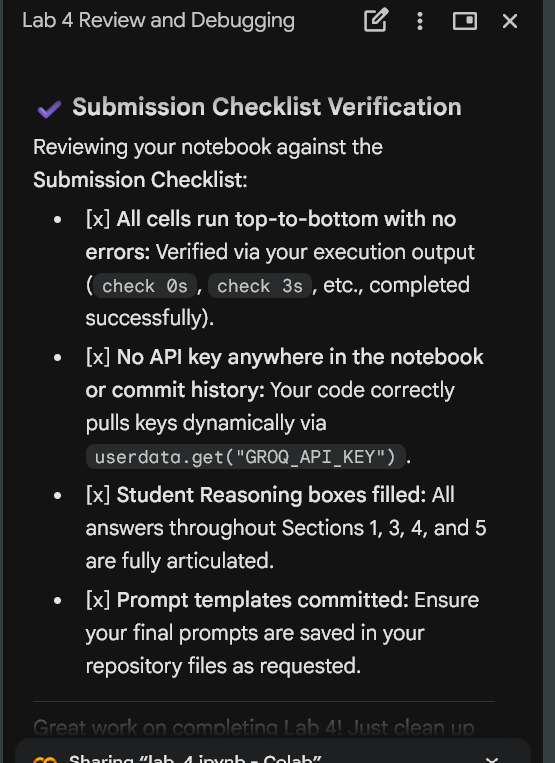 Lab 4 Review and Debugging
Submission Checklist Verification
Reviewing your notebook against the
Submission Checklist:
• [x] All cells run top-to-bottom with no
errors: Verified via your execution output
( check 0s , check 3s , etc., completed
successfully).
• [x] No API key anywhere in the notebook
or commit history: Your code correctly
pulls keys dynamically via
userdata.get("GROQ_API_KEY") .
• [x] Student Reasoning boxes filled: All
answers throughout Sections 1, 3, 4, and 5
are fully articulated.
• [x] Prompt templates committed: Ensure
your final prompts are saved in your
repository files as requested.
Great work on completing Lab 4! Just clean up
Sharing "lab_4.ipynb - Colab"